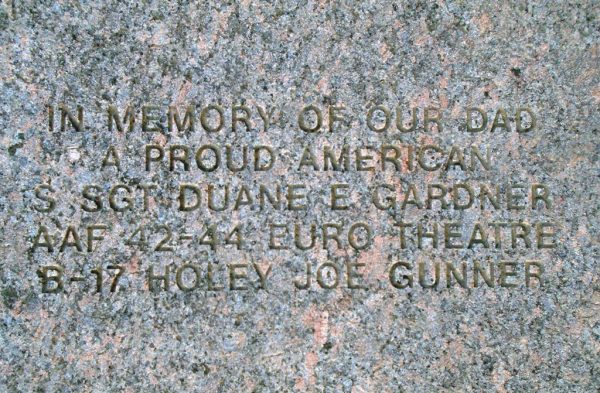 IN MEMORY OF OUR DAD
A PROUD AMERICAN
S SGT DUANE E GARDNER
AAF 42-44 EURO THEATRE
B-17 HOLEY JOE GUNNER